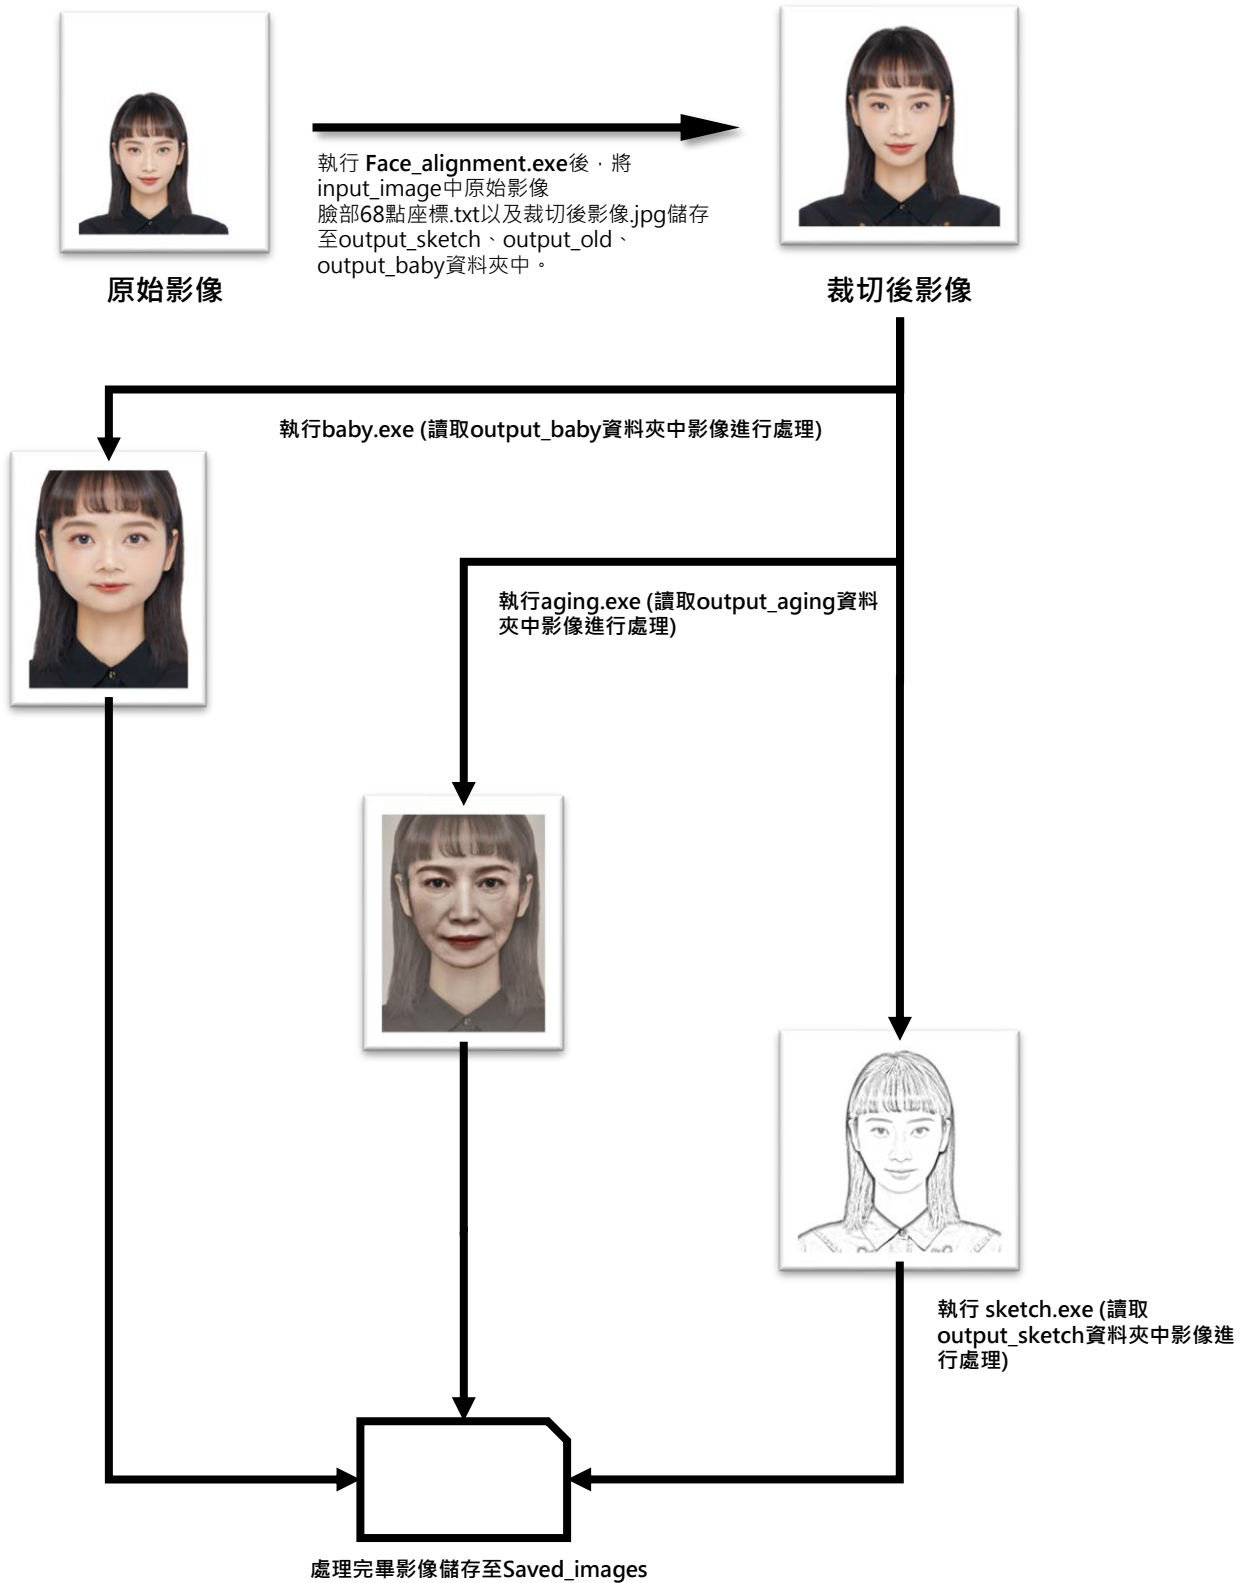 執行 Face_alignment.exe後，將
input_image中原始影像
臉部68點座標.txt以及裁切後影像.jpg儲存
至output_sketch、output_old、
output_baby資料夾中。
原始影像
裁切後影像
執行baby.exe (讀取output_baby資料夾中影像進行處理)
執行aging.exe (讀取output_aging資料
夾中影像進行處理)
執行 sketch.exe (讀取
output_sketch資料夾中影像進
行處理)
處理完畢影像儲存至Saved_images